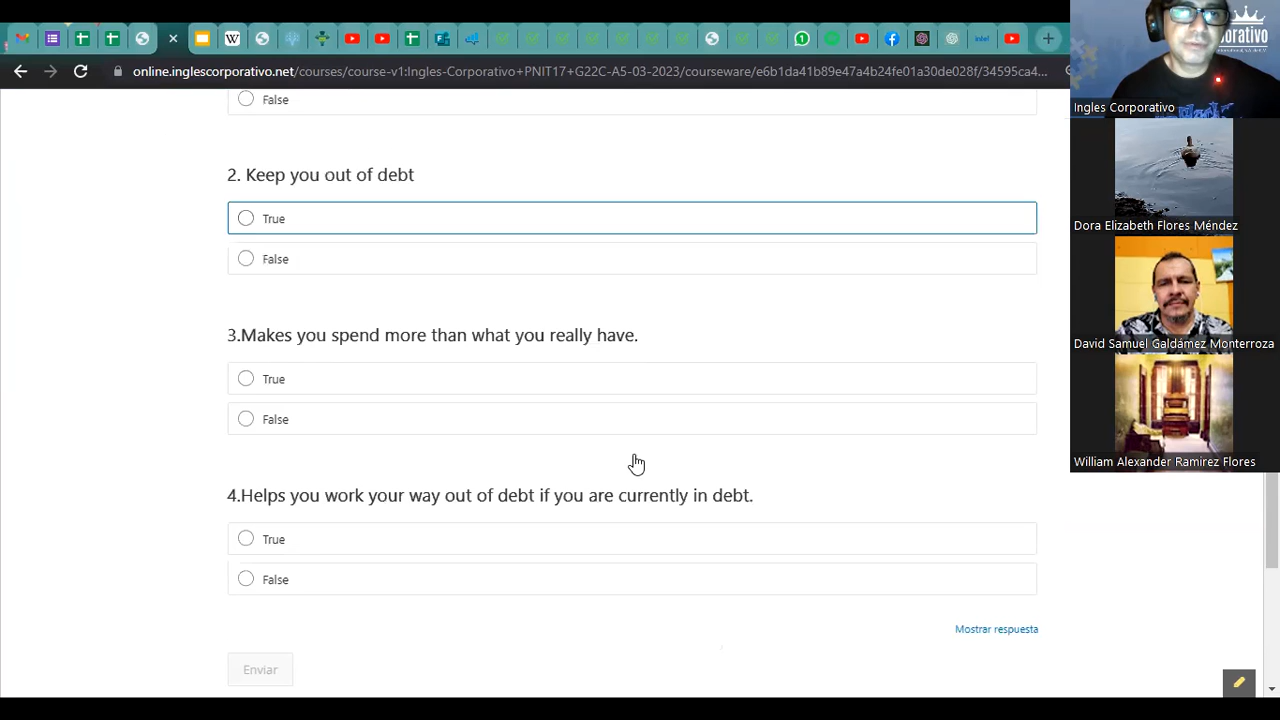 online.inglescorporativo.net/courses/course-v1:Ingles-Corporativo+PNIT17+G22C-A5-03-2023/courseware/e6b1da41b89e47a4b24fe01a30de028f/34595ca4...
False
2. Keep you out of debt
True
False
3.Makes you spend more than what you really have.
True
False
4.Helps you work your way out of debt if you are currently in debt.
True
False
Mostrar respuesta
Enviar
Ingles Corporativo
Dora Elizabeth Flores Méndez
David Samuel Galdámez Monterroza
William Alexander Ramirez Flores